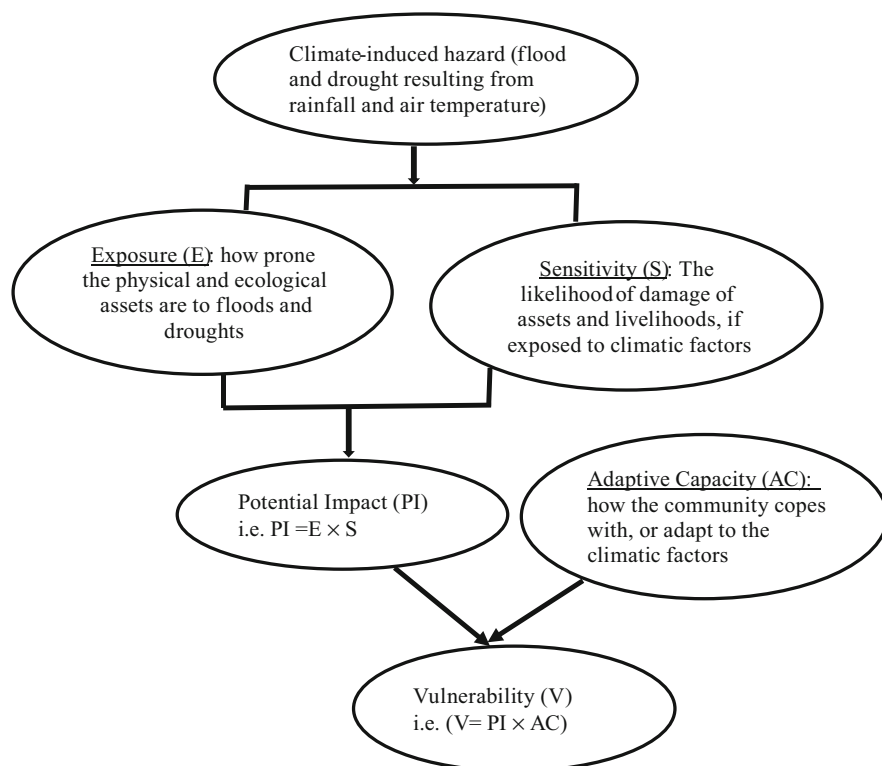 Climate-induced hazard (flood
and drought resulting from
rainfall and air temperature)
Exposure (E): how prone
the physical and ecological
assets are to floods and
droughts
Sensitivity (S): The
likelihood of damage of
assets and livelihoods, if
exposed to climatic factors
Potential Impact (PI)
i.e. PI =E × S
Adaptive Capacity (AC):
how the community copes
with, or adapt to the
climatic factors
Vulnerability (V)
i.e. (V= PI × AC)